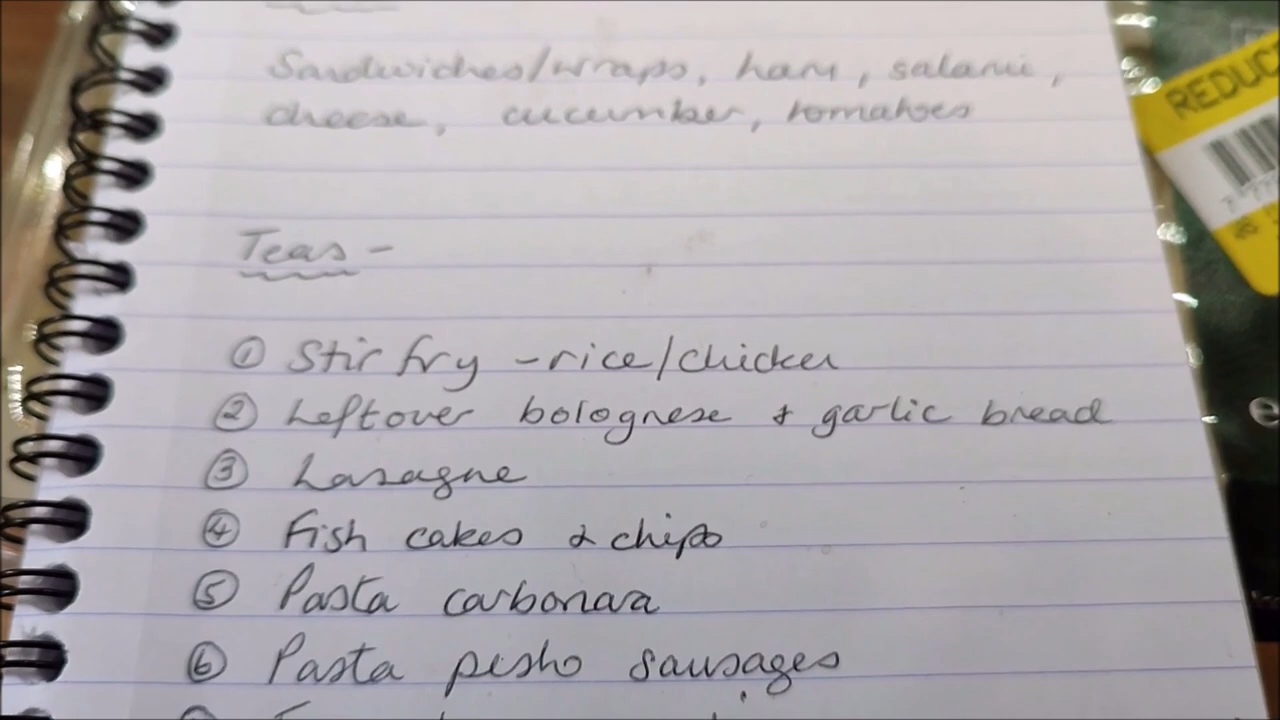 Sandwiches/wraps, ham, salami,
cheese, cucumber, tomatoes
Teas -
① Stir fry - rice/chicken
② Leftover bolognese & garlic bread
③ Lasagne
④ Fish cakes & chips
⑤ Pasta carbonara
⑥ Pasta pesto sausages
REDUC